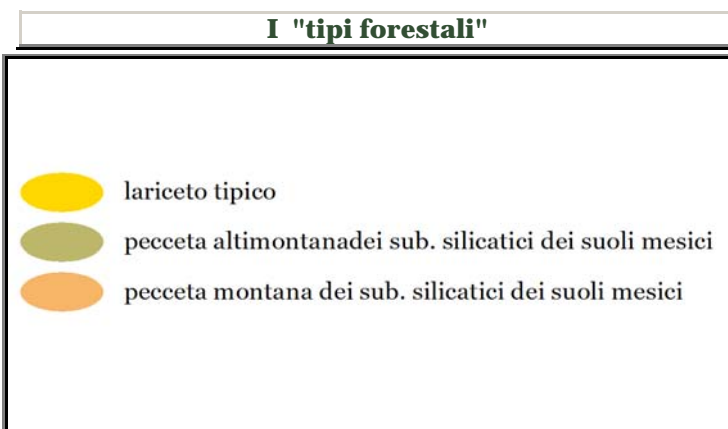 I "tipi forestali"
lariceto tipico
pecceta altimontanadei sub. silicatici dei suoli mesici
pecceta montana dei sub. silicatici dei suoli mesici